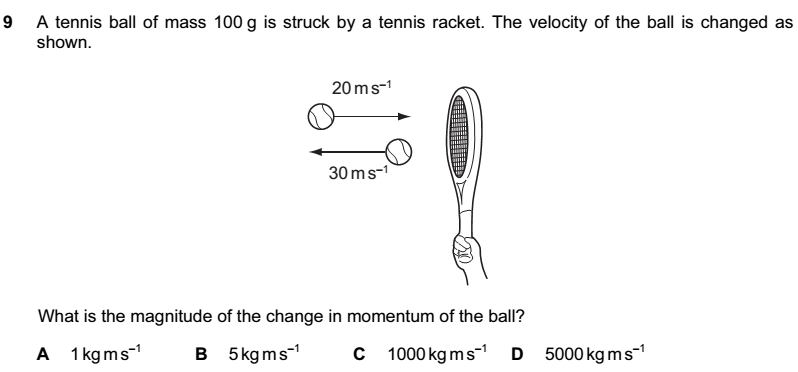 9 A tennis ball of mass 100 g is struck by a tennis racket. The velocity of the ball is changed as
shown.
20 m s⁻¹
30 m s⁻¹
What is the magnitude of the change in momentum of the ball?
A 1 kg m s⁻¹ B 5 kg m s⁻¹ C 1000 kg m s⁻¹ D 5000 kg m s⁻¹